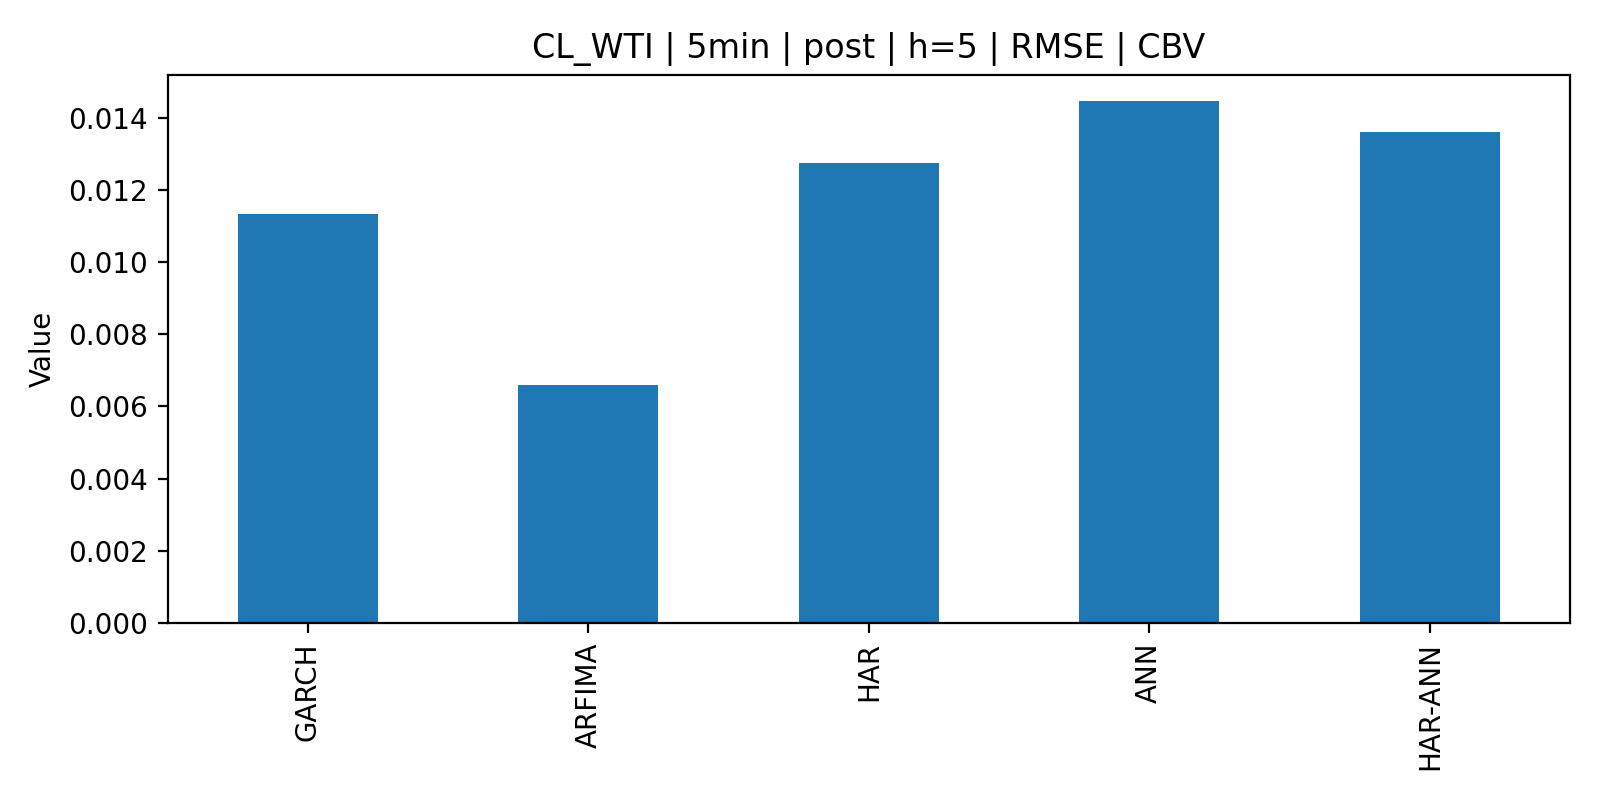 CL_WTI | 5min | post | h=5 | RMSE | CBV
Value
0.014
0.012
0.010
0.008
0.006
0.004
0.002
0.000
GARCH
ARFIMA
HAR
ANN
HAR-ANN